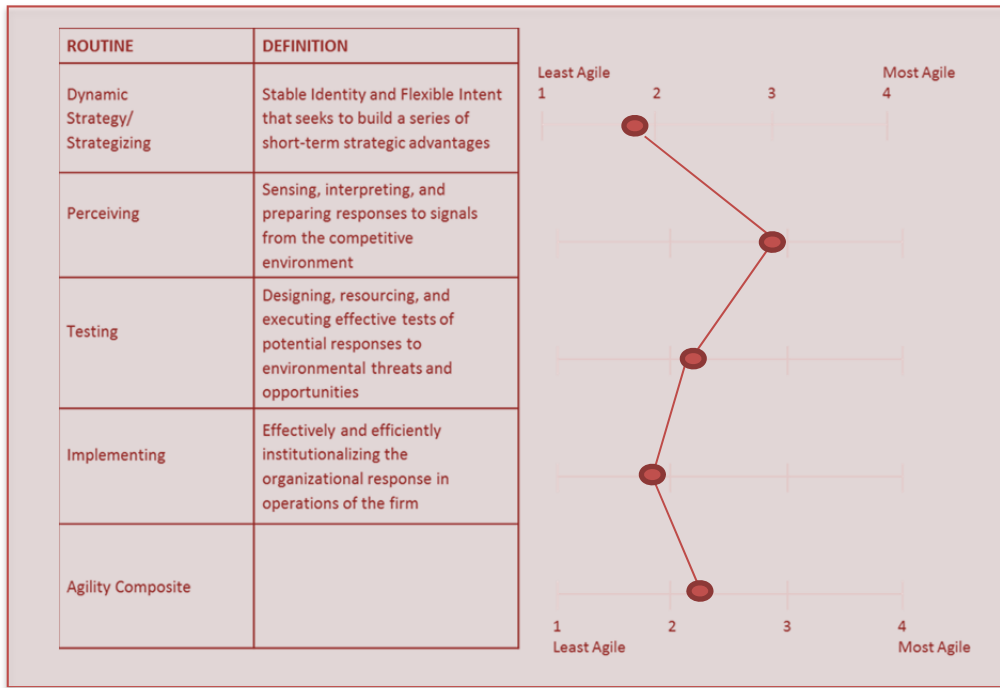 ROUTINE
DEFINITION
Least Agile
Most Agile
1
2
3
4
Dynamic
Strategy/
Strategizing
Stable Identity and Flexible Intent
that seeks to build a series of
short-term strategic advantages
Perceiving
Sensing, interpreting, and
preparing responses to signals
from the competitive
environment
Testing
Designing, resourcing, and
executing effective tests of
potential responses to
environmental threats and
opportunities
Implementing
Effectively and efficiently
institutionalizing the
organizational response in
operations of the firm
Agility Composite
1
2
3
4
Least Agile
Most Agile